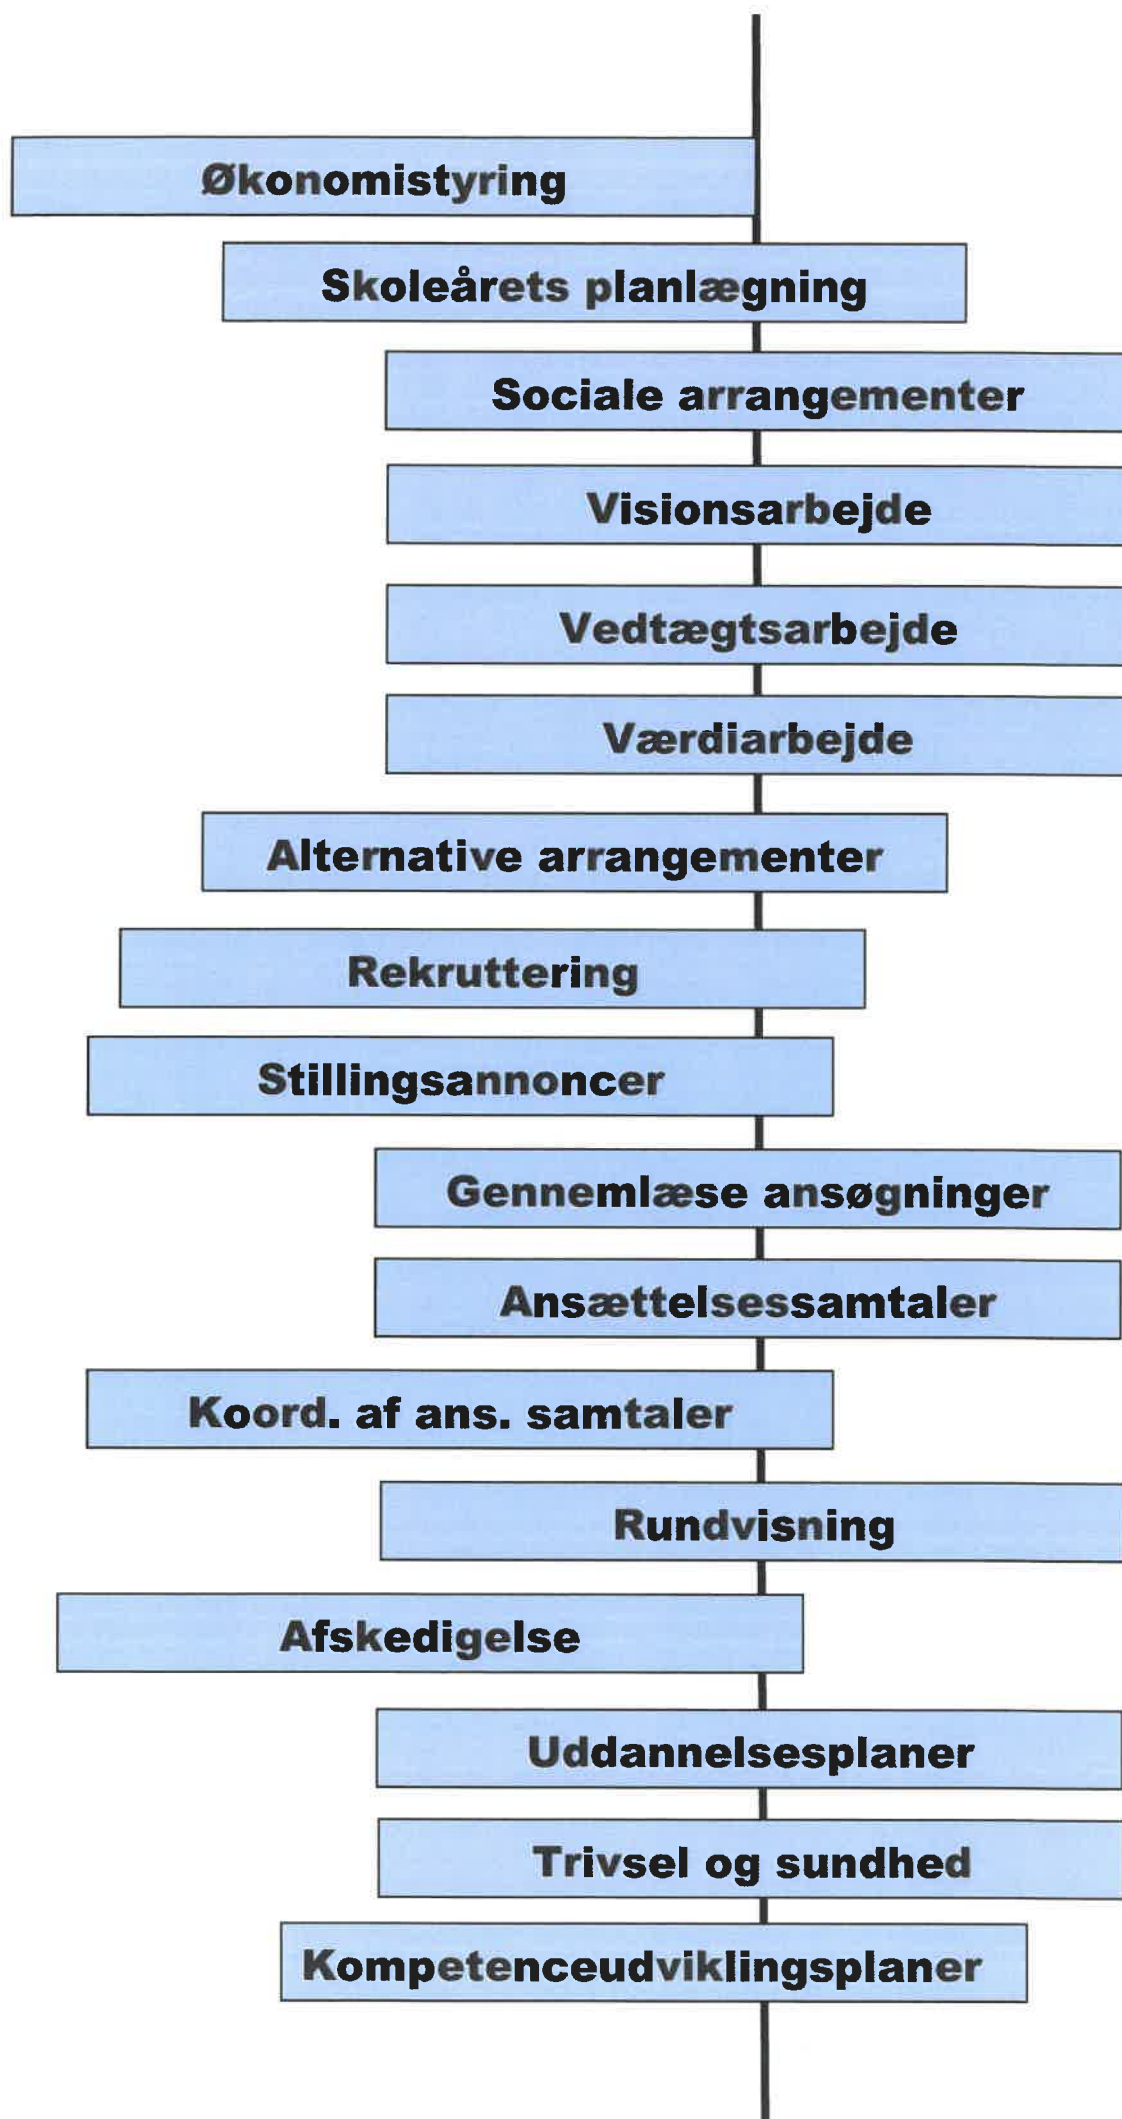 Økonomistyring
Skoleårets planlægning
Sociale arrangementer
Visionsarbejde
Vedtægtsarbejde
Værdiarbejde
Alternative arrangementer
Rekruttering
Stillingsannoncer
Gennemlæse ansøgninger
Ansættelsessamtaler
Koord. af ans. samtaler
Rundvisning
Afskedigelse
Uddannelsesplaner
Trivsel og sundhed
Kompetenceudviklingsplaner